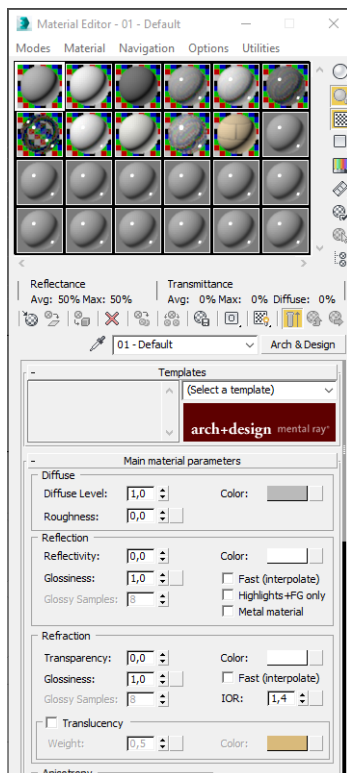 Material Editor - 01 - Default
Modes Material Navigation Options Utilities
Reflectance Transmittance
Avg: 50% Max: 50% Avg: 0% Max: 0% Diffuse: 0%
01 - Default Arch & Design
- Templates
(Select a template)
arch+design mental ray®
- Main material parameters
Diffuse
Diffuse Level: 1,0 Color:
Roughness: 0,0
Reflection
Reflectivity: 0,0 Color:
Glossiness: 1,0 Fast (interpolate)
Highlights+FG only
Glossy Samples: 8
Metal material
Refraction
Transparency: 0,0 Color:
Glossiness: 1,0 Fast (interpolate)
Glossy Samples: 8 IOR: 1,4
Translucency
Weight: 0,5 Color:
Anisotropy